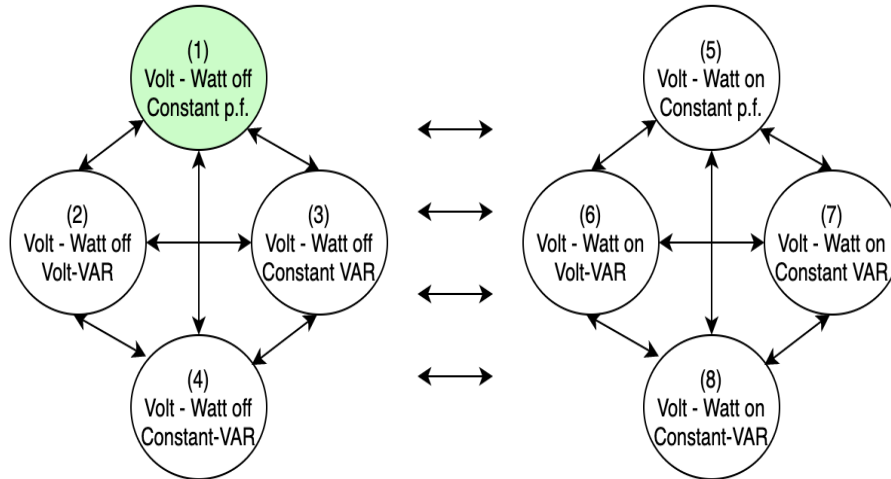 (1)
Volt - Watt off
Constant p.f.
(5)
Volt - Watt on
Constant p.f.
(2)
Volt - Watt off
Volt-VAR
(3)
Volt - Watt off
Constant VAR
(6)
Volt - Watt on
Volt-VAR
(7)
Volt - Watt on
Constant VAR
(4)
Volt - Watt off
Constant-VAR
(8)
Volt - Watt on
Constant-VAR